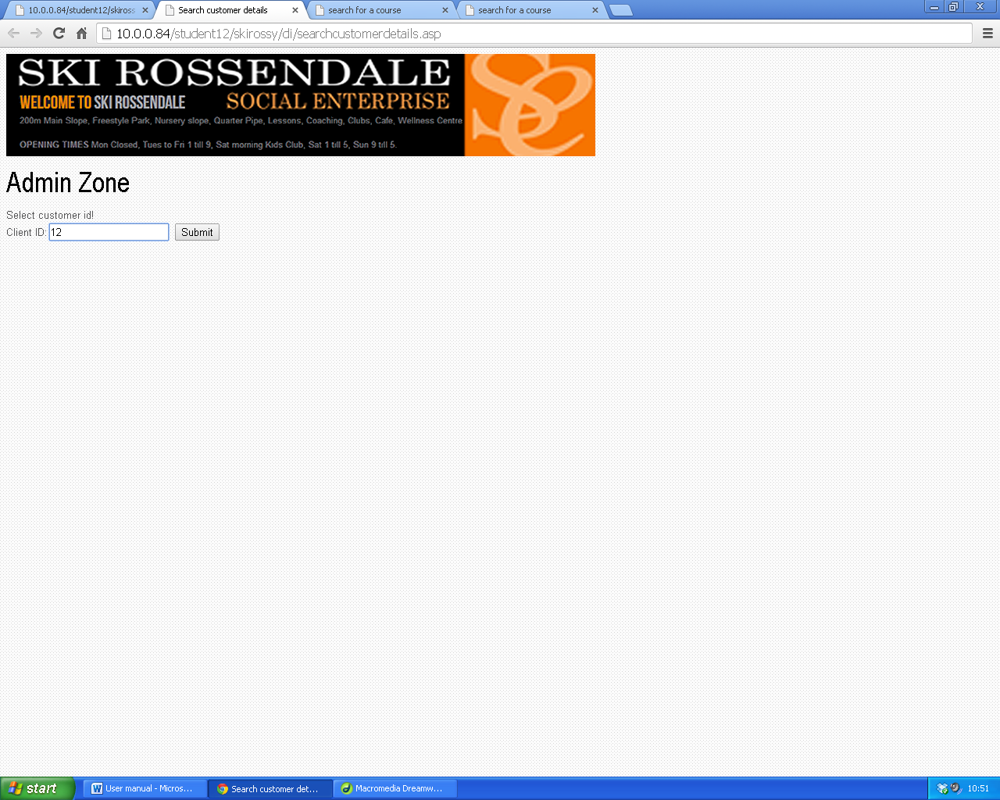 10.0.0.84/student12/skiross
Search customer details
search for a course
search for a course
10.0.0.84/student12/skirossy/di/searchcustomerdetails.asp
SKI ROSSENDALE
WELCOME TO SKI ROSSENDALE SOCIAL ENTERPRISE
200m Main Slope, Freestyle Park, Nursery slope, Quarter Pipe, Lessons, Coaching, Clubs, Cafe, Wellness Centre
OPENING TIMES Mon Closed, Tues to Fri 1 till 9, Sat morning Kids Club, Sat 1 till 5, Sun 9 till 5.
Admin Zone
Select customer id!
Client ID: 12 Submit
start
User manual - Micros...
Search customer det...
Macromedia Dreamw...
10:51